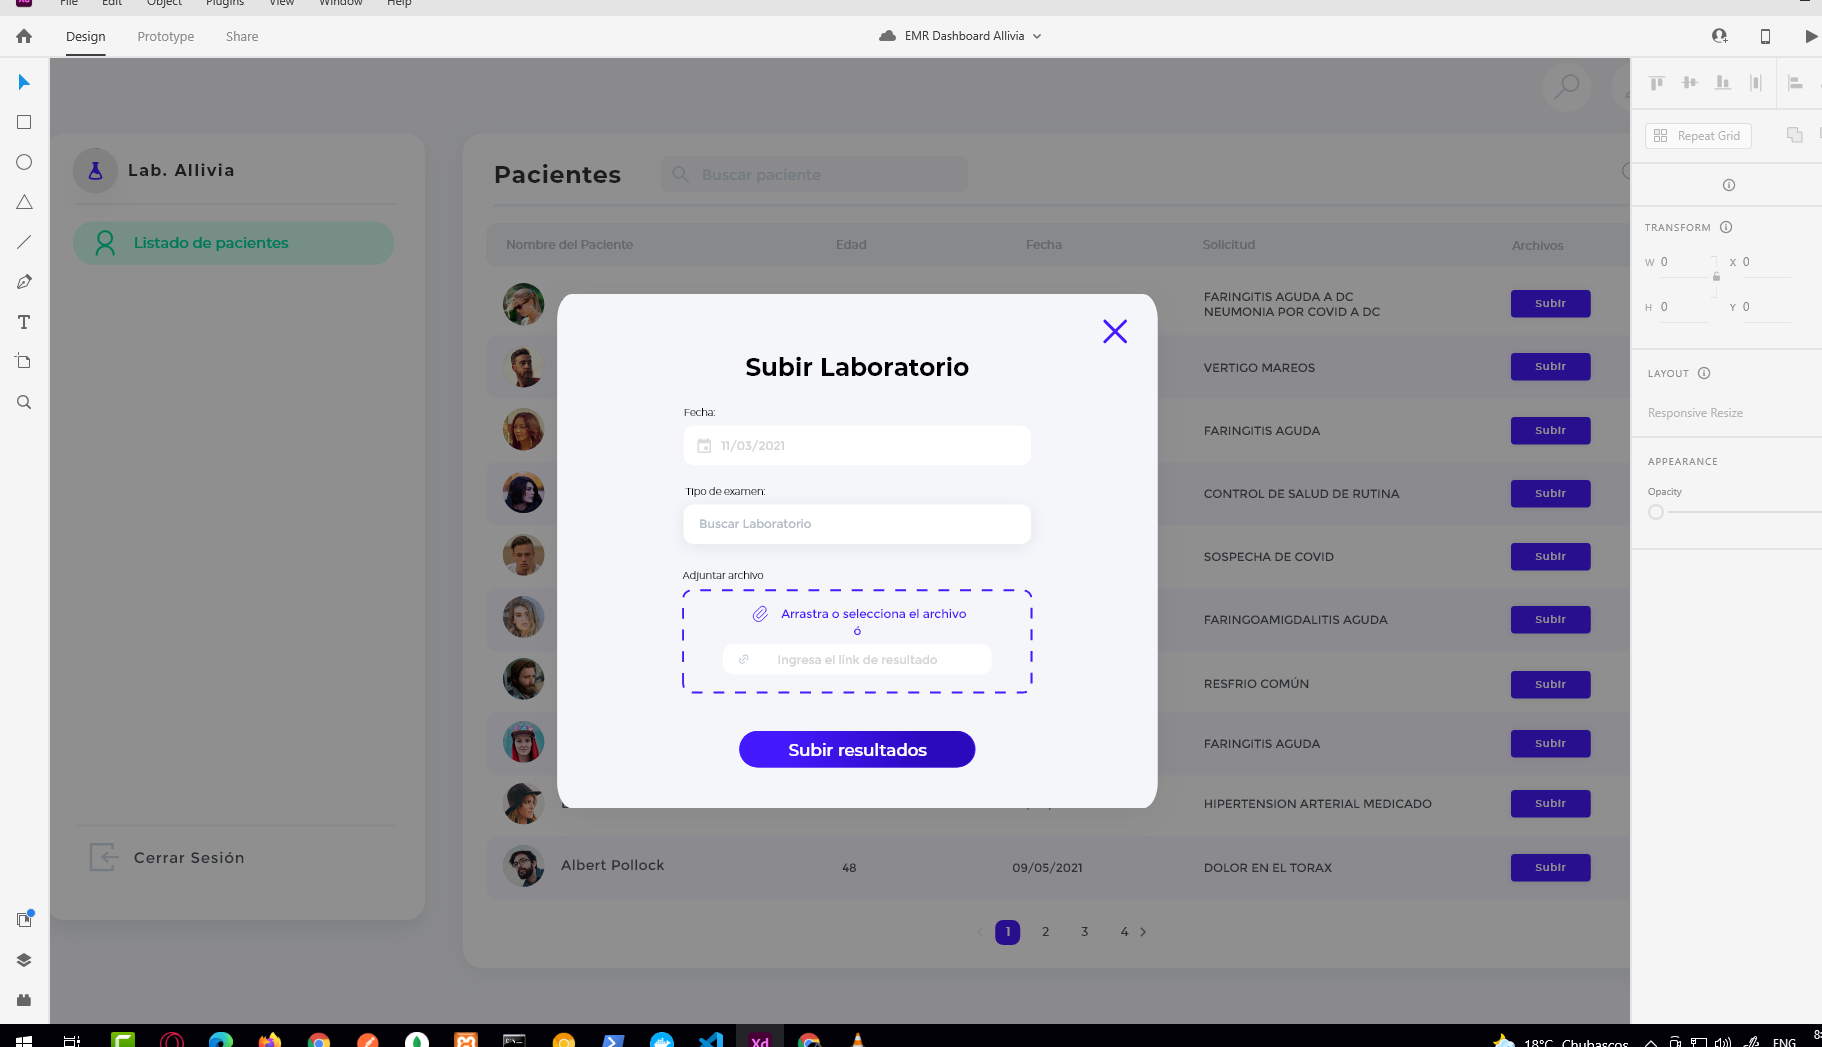 File Edit Object Plugins View Window Help
Design Prototype Share
EMR Dashboard Allivia
Repeat Grid
TRANSFORM
W 0 X 0
H 0 Y 0
LAYOUT
Responsive Resize
APPEARANCE
Opacity
Lab. Allivia
Listado de pacientes
Cerrar Sesión
Pacientes
Buscar paciente
Nombre del Paciente Edad Fecha Solicitud Archivos
FARINGITIS AGUDA A DC
NEUMONIA POR COVID A DC
Subir
VERTIGO MAREOS Subir
FARINGITIS AGUDA Subir
CONTROL DE SALUD DE RUTINA Subir
SOSPECHA DE COVID Subir
FARINGOAMIGDALITIS AGUDA Subir
RESFRIO COMÚN Subir
FARINGITIS AGUDA Subir
HIPERTENSION ARTERIAL MEDICADO Subir
Albert Pollock 48 09/05/2021 DOLOR EN EL TORAX Subir
1 2 3 4
Subir Laboratorio
Fecha:
11/03/2021
Tipo de examen:
Buscar Laboratorio
Adjuntar archivo
Arrastra o selecciona el archivo
ó
Ingresa el link de resultado
Subir resultados
Xd
18°C Chubascos ENG